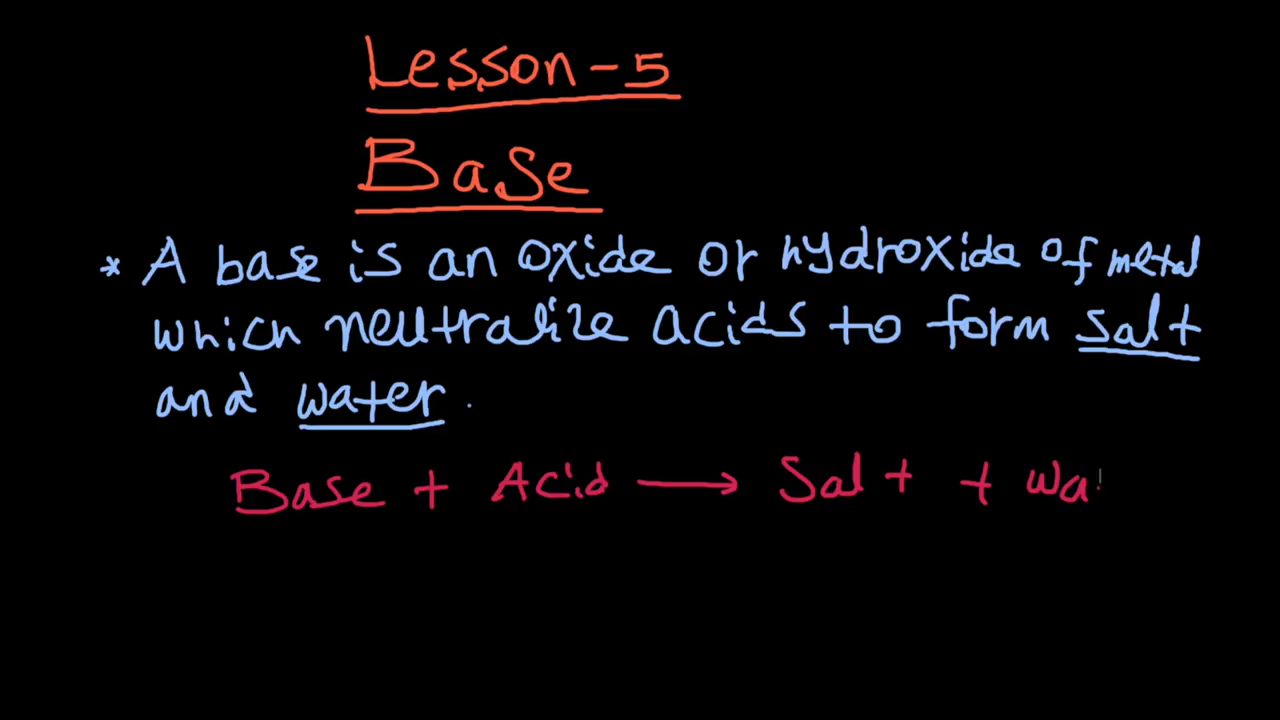 Lesson-5
Base
* A base is an oxide or hydroxide of metal
which neutralize acids to form salt
and water.
Base + Acid ⟶ Salt + Wa